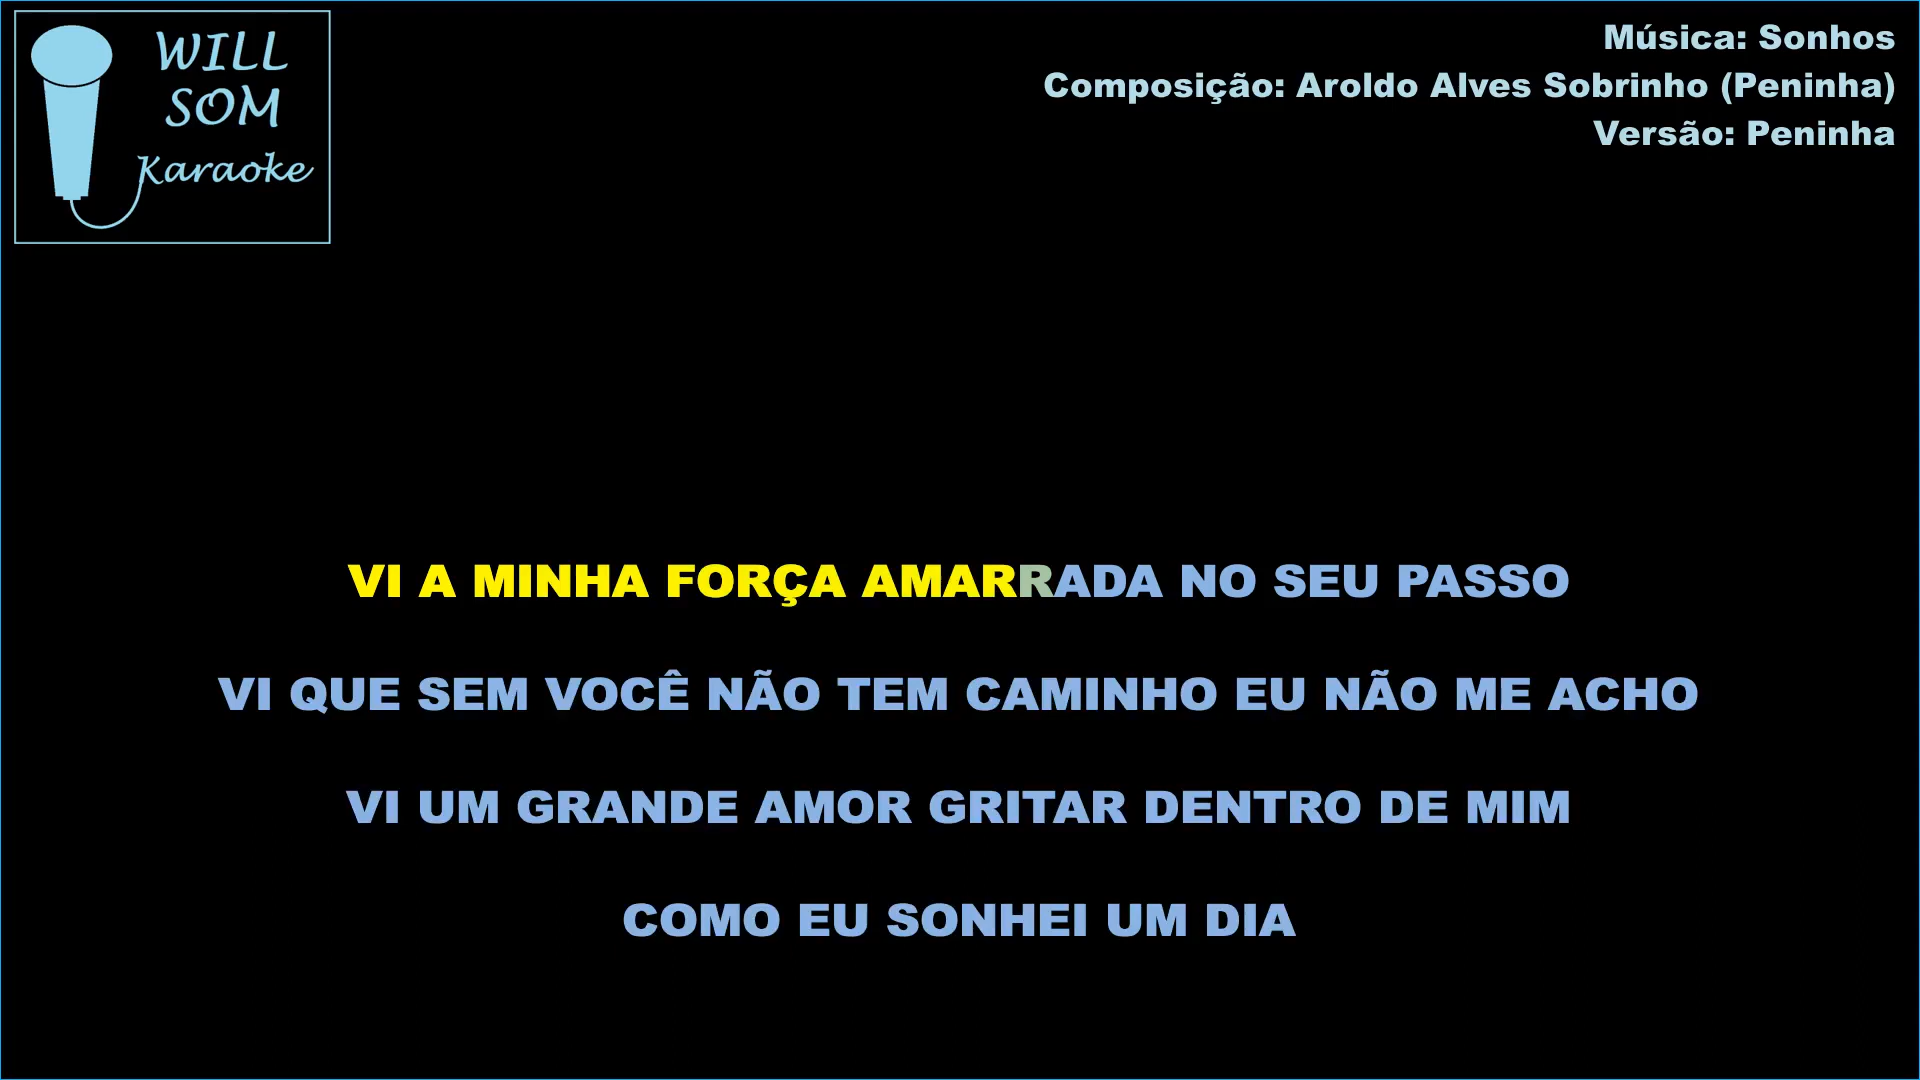 WILL
SOM
Karaoke
Música: Sonhos
Composição: Aroldo Alves Sobrinho (Peninha)
Versão: Peninha
VI A MINHA FORÇA AMARRADA NO SEU PASSO
VI QUE SEM VOCÊ NÃO TEM CAMINHO EU NÃO ME ACHO
VI UM GRANDE AMOR GRITAR DENTRO DE MIM
COMO EU SONHEI UM DIA